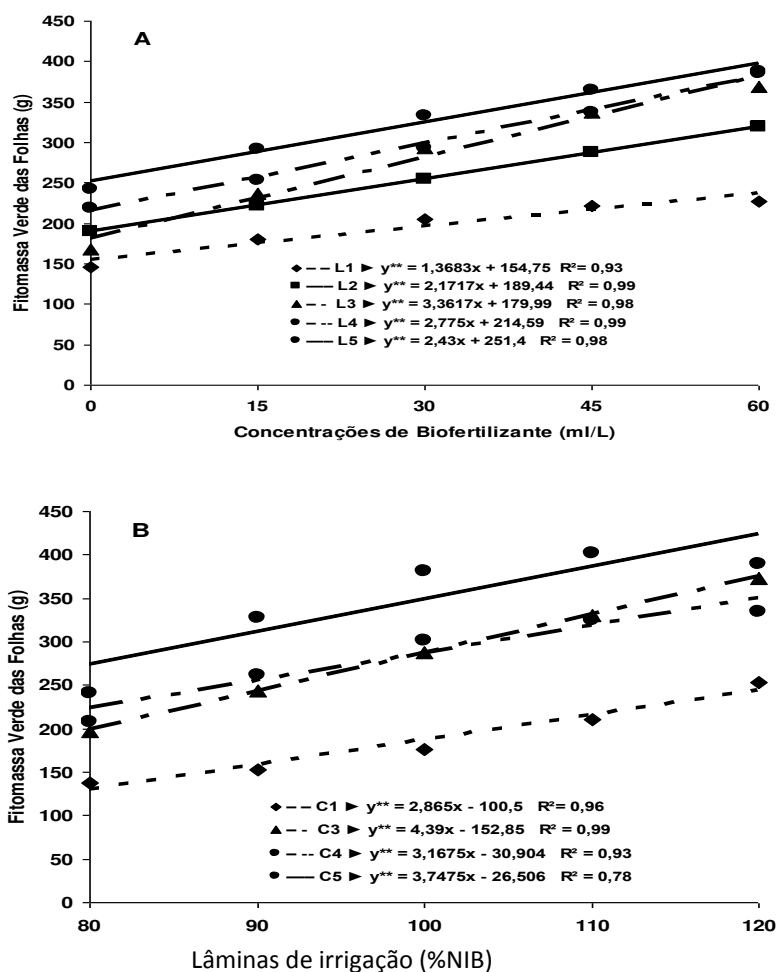 A
Fitomassa Verde das Folhas (g)
450
400
350
300
250
200
150
100
50
0
L1 ► y** = 1,3683x + 154,75 R²= 0,93
L2 ► y** = 2,1717x + 189,44 R² = 0,99
L3 ► y** = 3,3617x + 179,99 R² = 0,98
L4 ► y** = 2,775x + 214,59 R² = 0,99
L5 ► y** = 2,43x + 251,4 R² = 0,98
0 15 30 45 60
Concentrações de Biofertilizante (ml/L)
B
Fitomassa Verde das Folhas (g)
450
400
350
300
250
200
150
100
50
0
C1 ► y** = 2,865x - 100,5 R²= 0,96
C3 ► y** = 4,39x - 152,85 R² = 0,99
C4 ► y** = 3,1675x - 30,904 R² = 0,93
C5 ► y** = 3,7475x - 26,506 R² = 0,78
80 90 100 110 120
Lâminas de irrigação (%NIB)